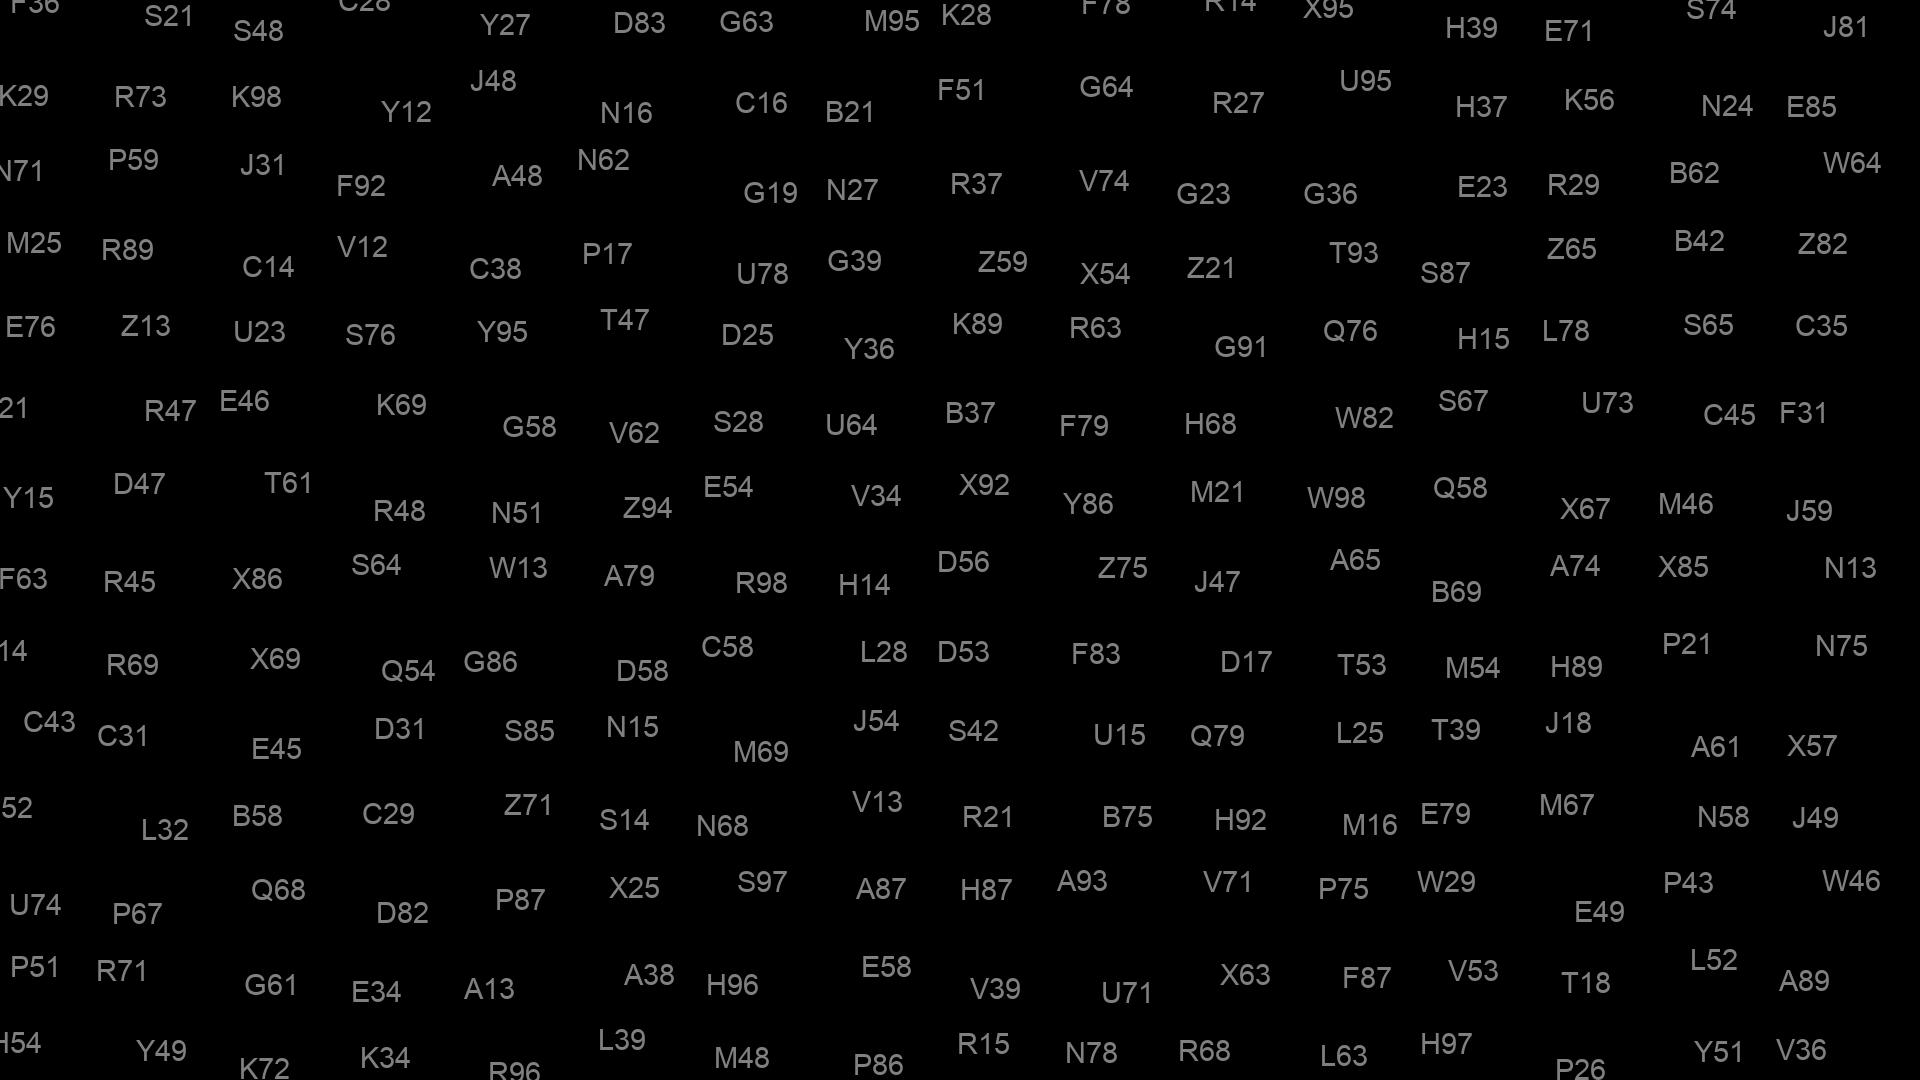 F36 S21 S48 C28 Y27 D83 G63 M95 K28 F78 R14 X95 H39 E71 S74 J81
K29 R73 K98 Y12 J48 N16 C16 B21 F51 G64 R27 U95 H37 K56 N24 E85
N71 P59 J31 F92 A48 N62 G19 N27 R37 V74 G23 G36 E23 R29 B62 W64
M25 R89 C14 V12 C38 P17 U78 G39 Z59 X54 Z21 T93 S87 Z65 B42 Z82
E76 Z13 U23 S76 Y95 T47 D25 Y36 K89 R63 G91 Q76 H15 L78 S65 C35
21 R47 E46 K69 G58 V62 S28 U64 B37 F79 H68 W82 S67 U73 C45 F31
Y15 D47 T61 R48 N51 Z94 E54 V34 X92 Y86 M21 W98 Q58 X67 M46 J59
F63 R45 X86 S64 W13 A79 R98 H14 D56 Z75 J47 A65 B69 A74 X85 N13
14 R69 X69 Q54 G86 D58 C58 L28 D53 F83 D17 T53 M54 H89 P21 N75
C43 C31 E45 D31 S85 N15 M69 J54 S42 U15 Q79 L25 T39 J18 A61 X57
52 L32 B58 C29 Z71 S14 N68 V13 R21 B75 H92 M16 E79 M67 N58 J49
U74 P67 Q68 D82 P87 X25 S97 A87 H87 A93 V71 P75 W29 E49 P43 W46
P51 R71 G61 E34 A13 A38 H96 E58 V39 U71 X63 F87 V53 T18 L52 A89
H54 Y49 K72 K34 R96 L39 M48 P86 R15 N78 R68 L63 H97 P26 Y51 V36